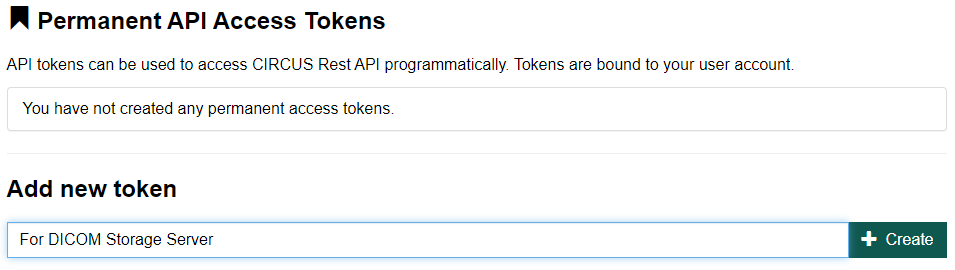 Permanent API Access Tokens
API tokens can be used to access CIRCUS Rest API programmatically. Tokens are bound to your user account.
You have not created any permanent access tokens.
Add new token
For DICOM Storage Server
Create